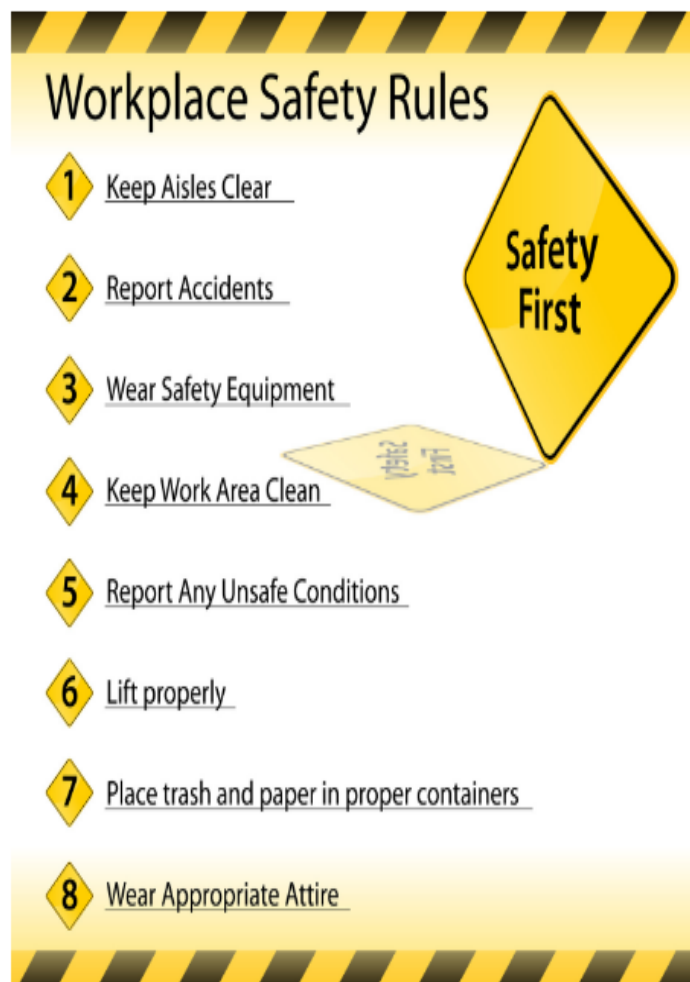 Workplace Safety Rules
1 Keep Aisles Clear
Safety
First
2 Report Accidents
3 Wear Safety Equipment
Safety
First
4 Keep Work Area Clean
5 Report Any Unsafe Conditions
6 Lift properly
7 Place trash and paper in proper containers
8 Wear Appropriate Attire